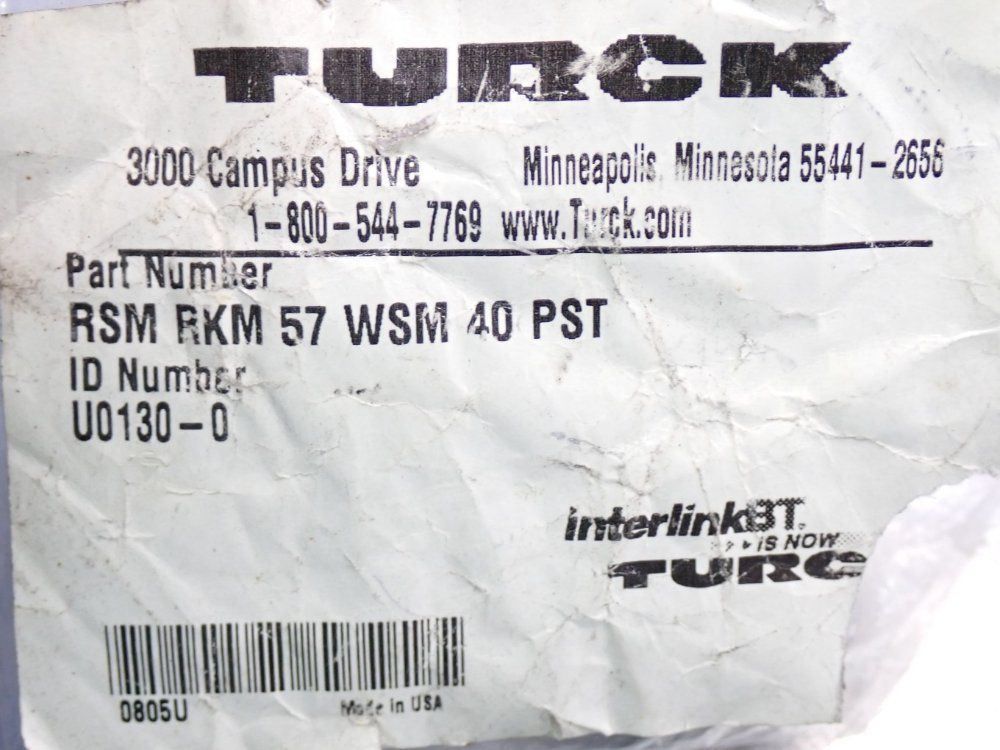 TURCK
3000 Campus Drive Minneapolis, Minnesota 55441-2656
1-800-544-7769 www.Turck.com
Part Number
RSM RKM 57 WSM 40 PST
ID Number
U0130-0
interlinkBT.
IS NOW
TURC
0805U Made in USA